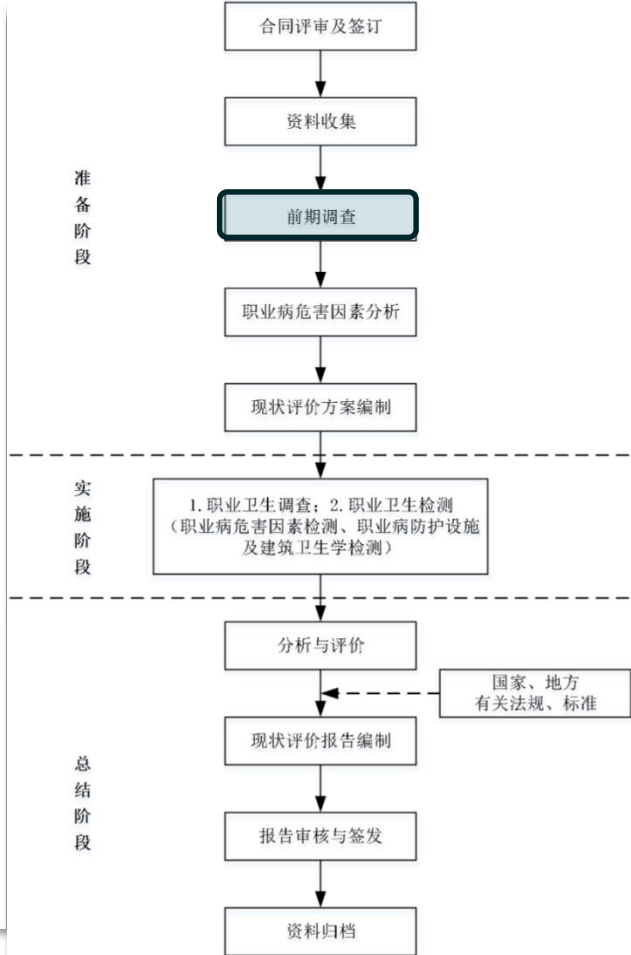 合同评审及签订
资料收集
准备阶段
前期调查
职业病危害因素分析
现状评价方案编制
实施阶段
1.职业卫生调查；2.职业卫生检测
（职业病危害因素检测、职业病防护设施
及建筑卫生学检测）
分析与评价
国家、地方
有关法规、标准
现状评价报告编制
总结阶段
报告审核与签发
资料归档